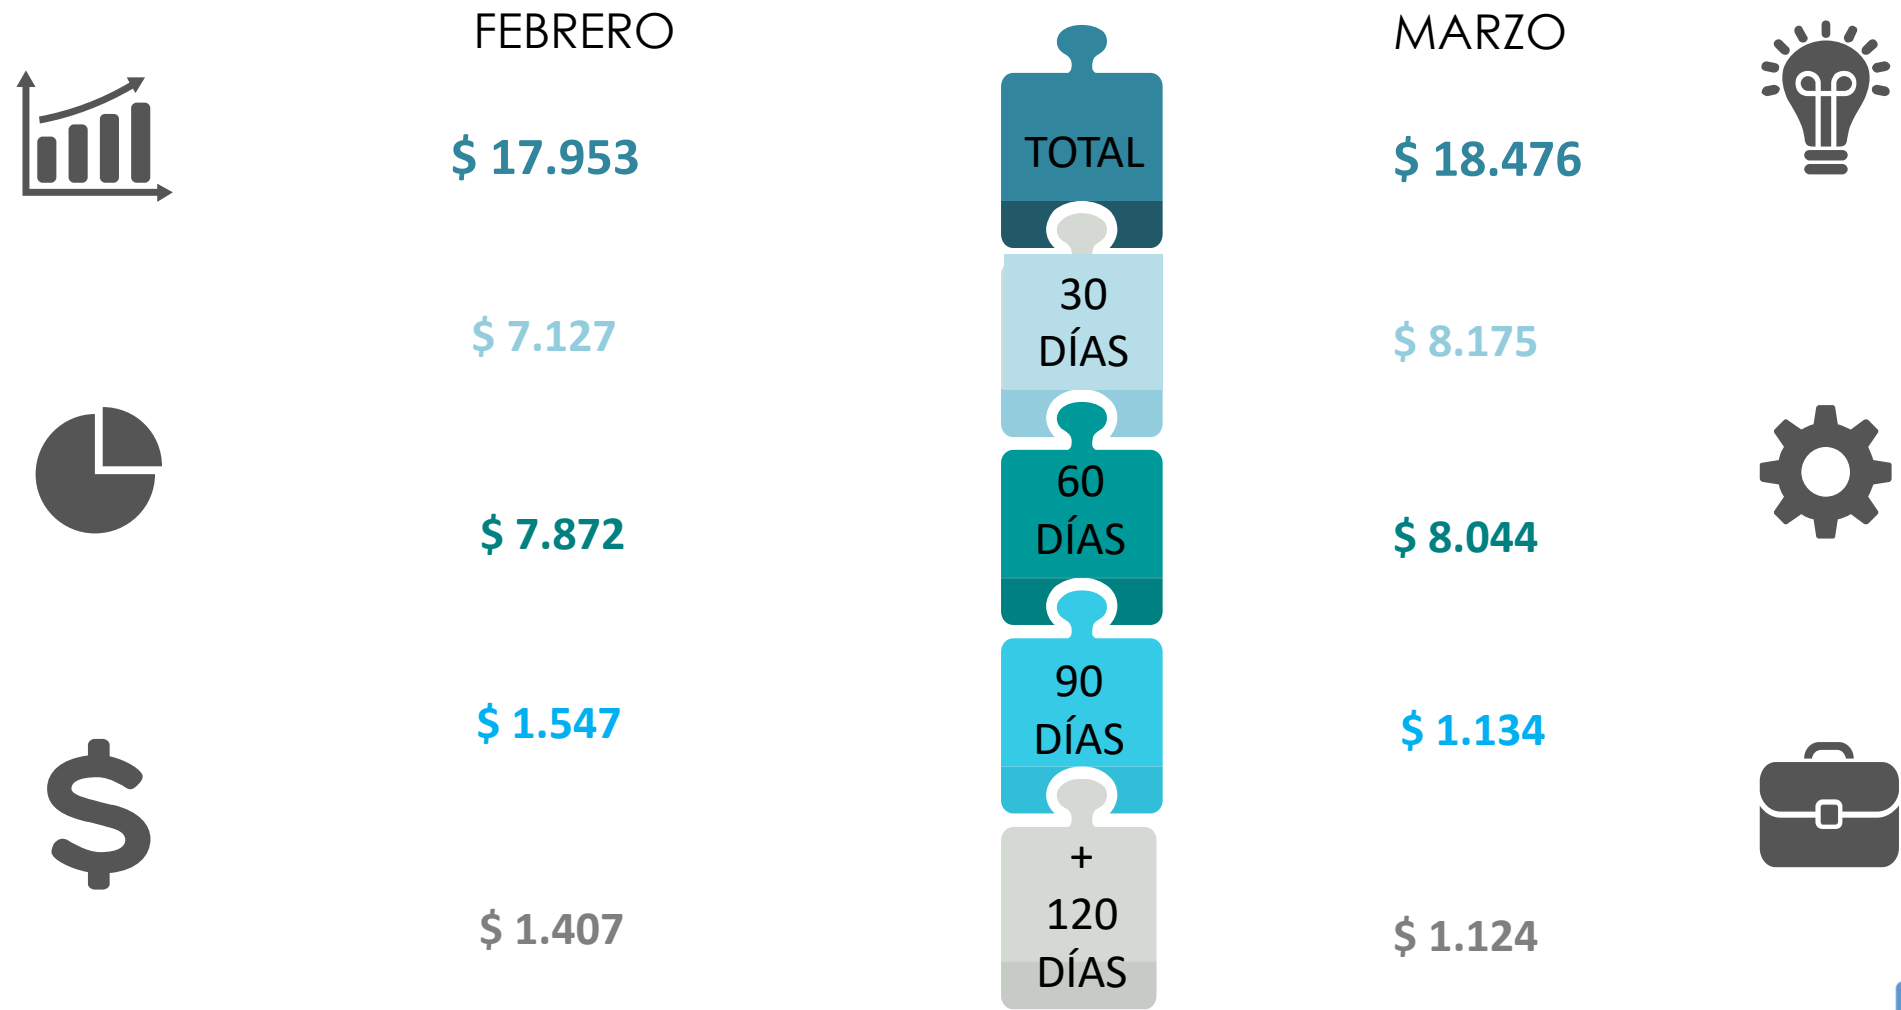 FEBRERO
MARZO
$ 17.953
TOTAL
$ 18.476
$ 7.127
30
DÍAS
$ 8.175
$ 7.872
60
DÍAS
$ 8.044
$ 1.547
90
DÍAS
$ 1.134
$ 1.407
+
120
DÍAS
$ 1.124